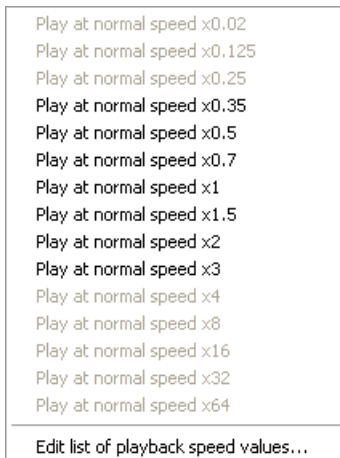 Play at normal speed x0.02
Play at normal speed x0.125
Play at normal speed x0.25
Play at normal speed x0.35
Play at normal speed x0.5
Play at normal speed x0.7
Play at normal speed x1
Play at normal speed x1.5
Play at normal speed x2
Play at normal speed x3
Play at normal speed x4
Play at normal speed x8
Play at normal speed x16
Play at normal speed x32
Play at normal speed x64
Edit list of playback speed values...